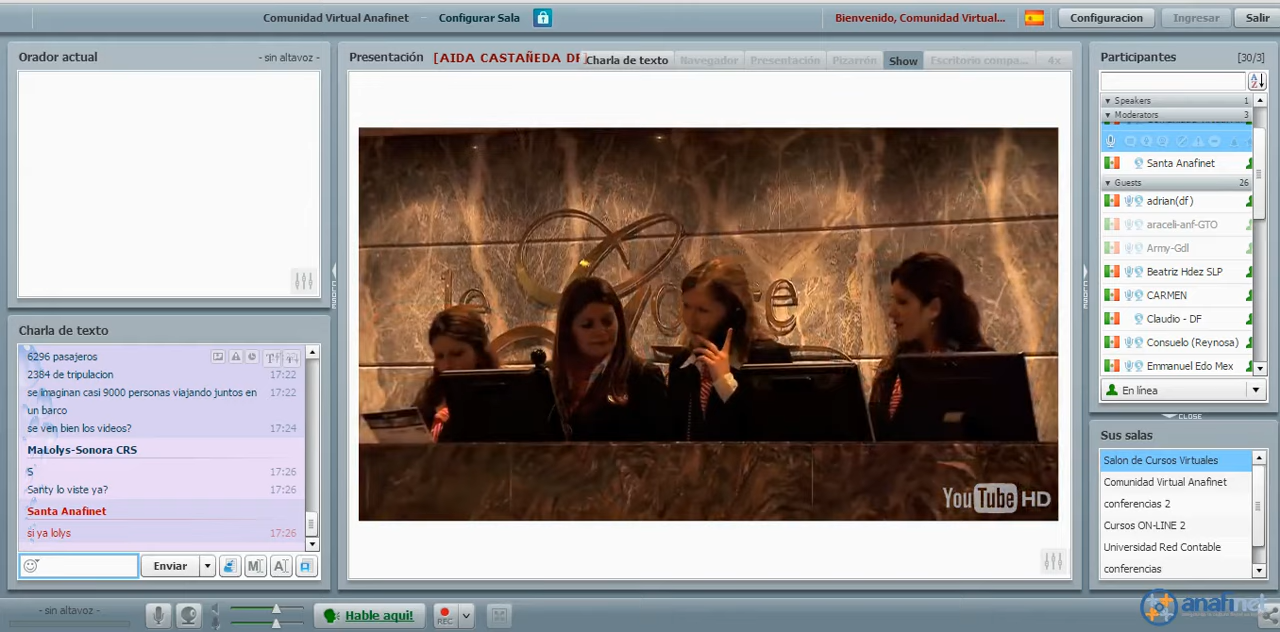 Comunidad Virtual Anafinet
Configurar Sala
Bienvenido, Comunidad Virtual...
Configuracion
Ingresar
Salir
Orador actual
- sin altavoz -
Presentación
[AIDA CASTAÑEDA DF
Charla de texto
Navegador
Presentación
Pizarrón
Show
Escritorio compa...
4x
Participantes
[30/3]
Speakers 1
Moderators 3
Santa Anafinet
Guests 26
adrian(df)
araceli-anf-GTO
Army-Gdl
Beatriz Hdez SLP
CARMEN
Claudio - DF
Consuelo (Reynosa)
Emmanuel Edo Mex
En línea
CLOSE
Charla de texto
6296 pasajeros
2384 de tripulacion 17:22
se imaginan casi 9000 personas viajando juntos en 17:22
un barco
se ven bien los videos? 17:24
MaLolys-Sonora CRS
S 17:26
Santy lo viste ya? 17:26
Santa Anafinet
si ya lolys 17:26
Enviar
YouTube HD
Sus salas
Salon de Cursos Virtuales
Comunidad Virtual Anafinet
conferencias 2
Cursos ON-LINE 2
Universidad Red Contable
conferencias
- sin altavoz -
Hable aqui!
REC
anafinet